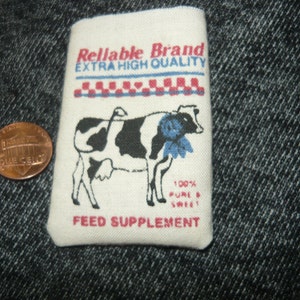 Reliable Brand
EXTRA HIGH QUALITY
100%
PURE &
SWEET
FEED SUPPLEMENT